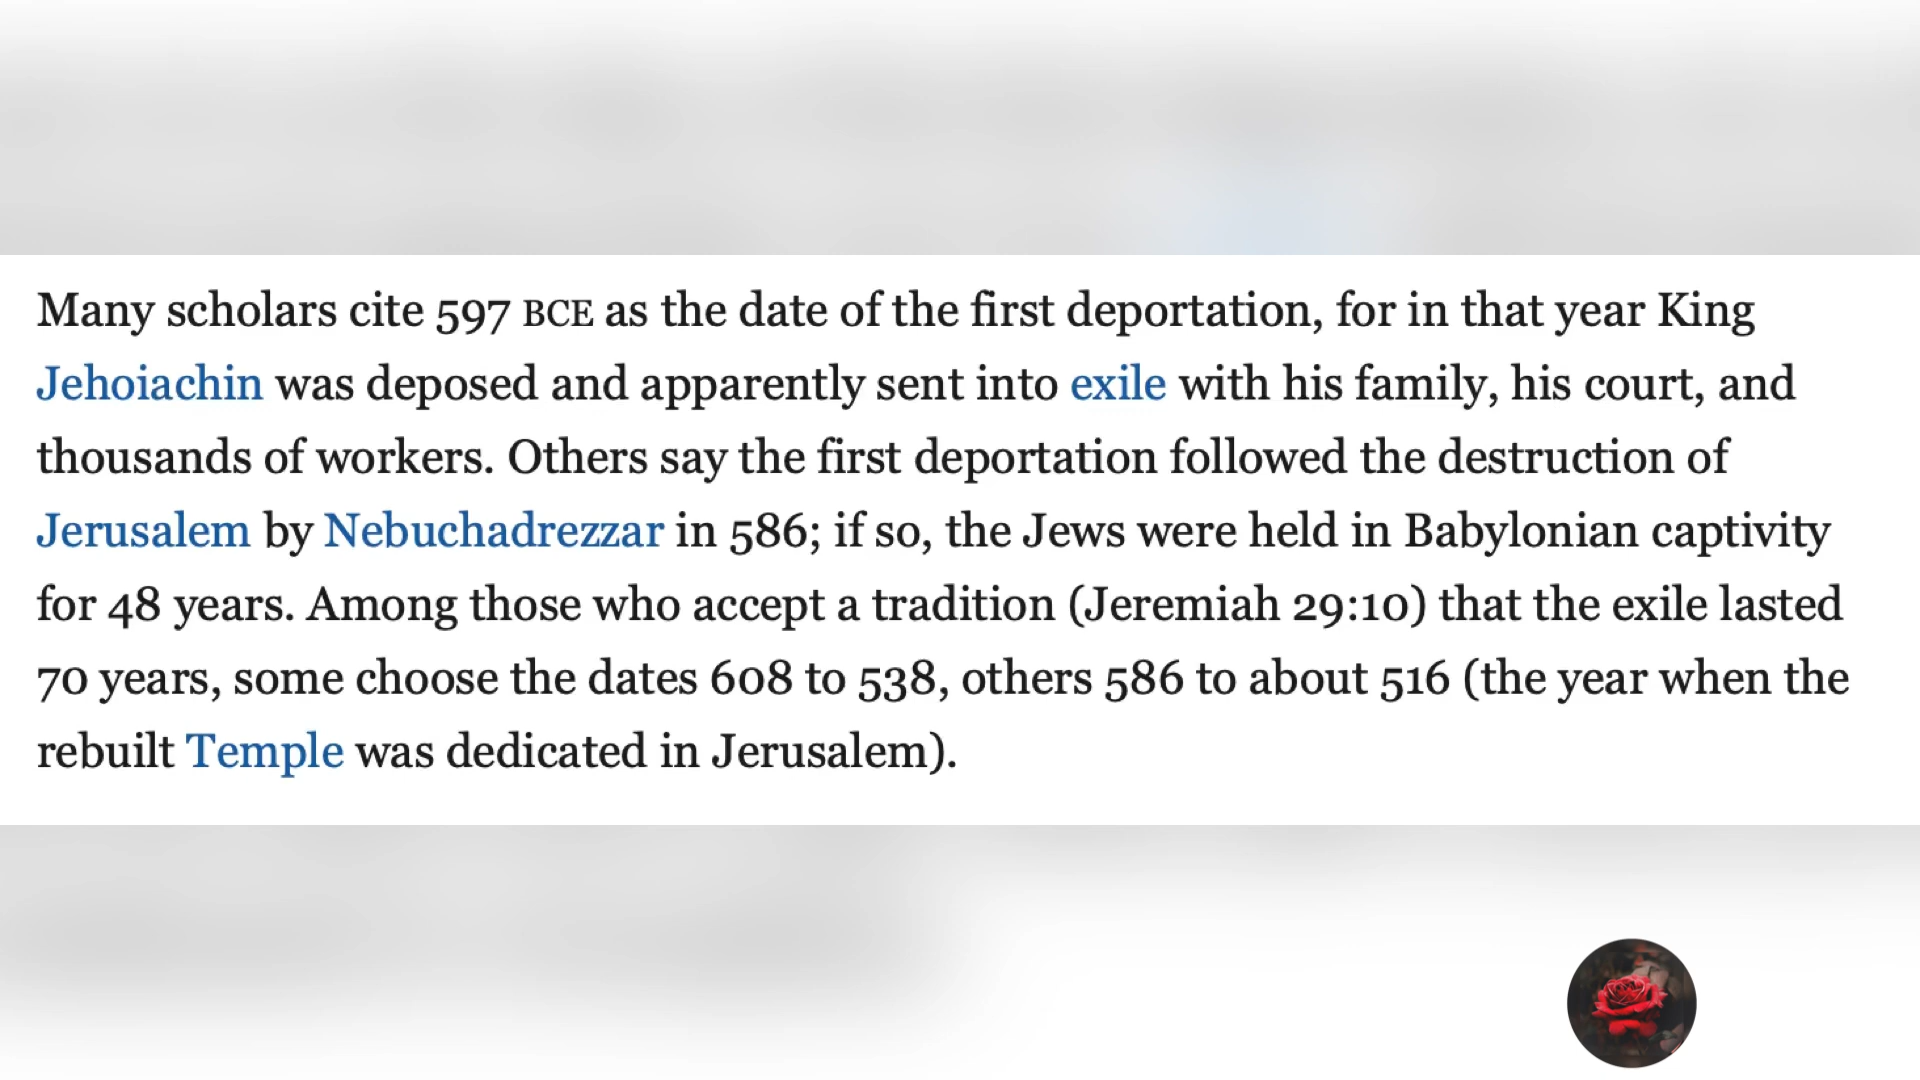 Many scholars cite 597 BCE as the date of the first deportation, for in that year King
Jehoiachin was deposed and apparently sent into exile with his family, his court, and
thousands of workers. Others say the first deportation followed the destruction of
Jerusalem by Nebuchadrezzar in 586; if so, the Jews were held in Babylonian captivity
for 48 years. Among those who accept a tradition (Jeremiah 29:10) that the exile lasted
70 years, some choose the dates 608 to 538, others 586 to about 516 (the year when the
rebuilt Temple was dedicated in Jerusalem).